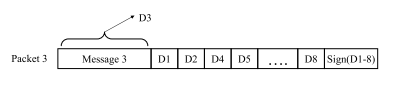 D3
Packet 3 Message 3 D1 D2 D4 D5 .... D8 Sign(D1-8)